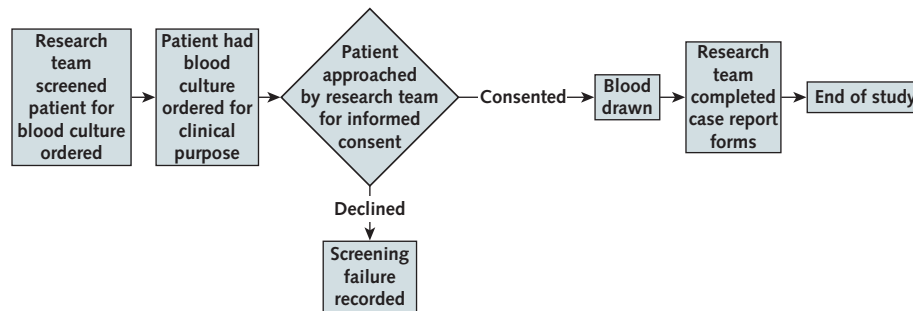 Research
team
screened
patient for
blood culture
ordered
Patient had
blood
culture
ordered for
clinical
purpose
Patient
approached
by research team
for informed
consent
Consented
Blood
drawn
Research
team
completed
case report
forms
End of study
Declined
Screening
failure
recorded